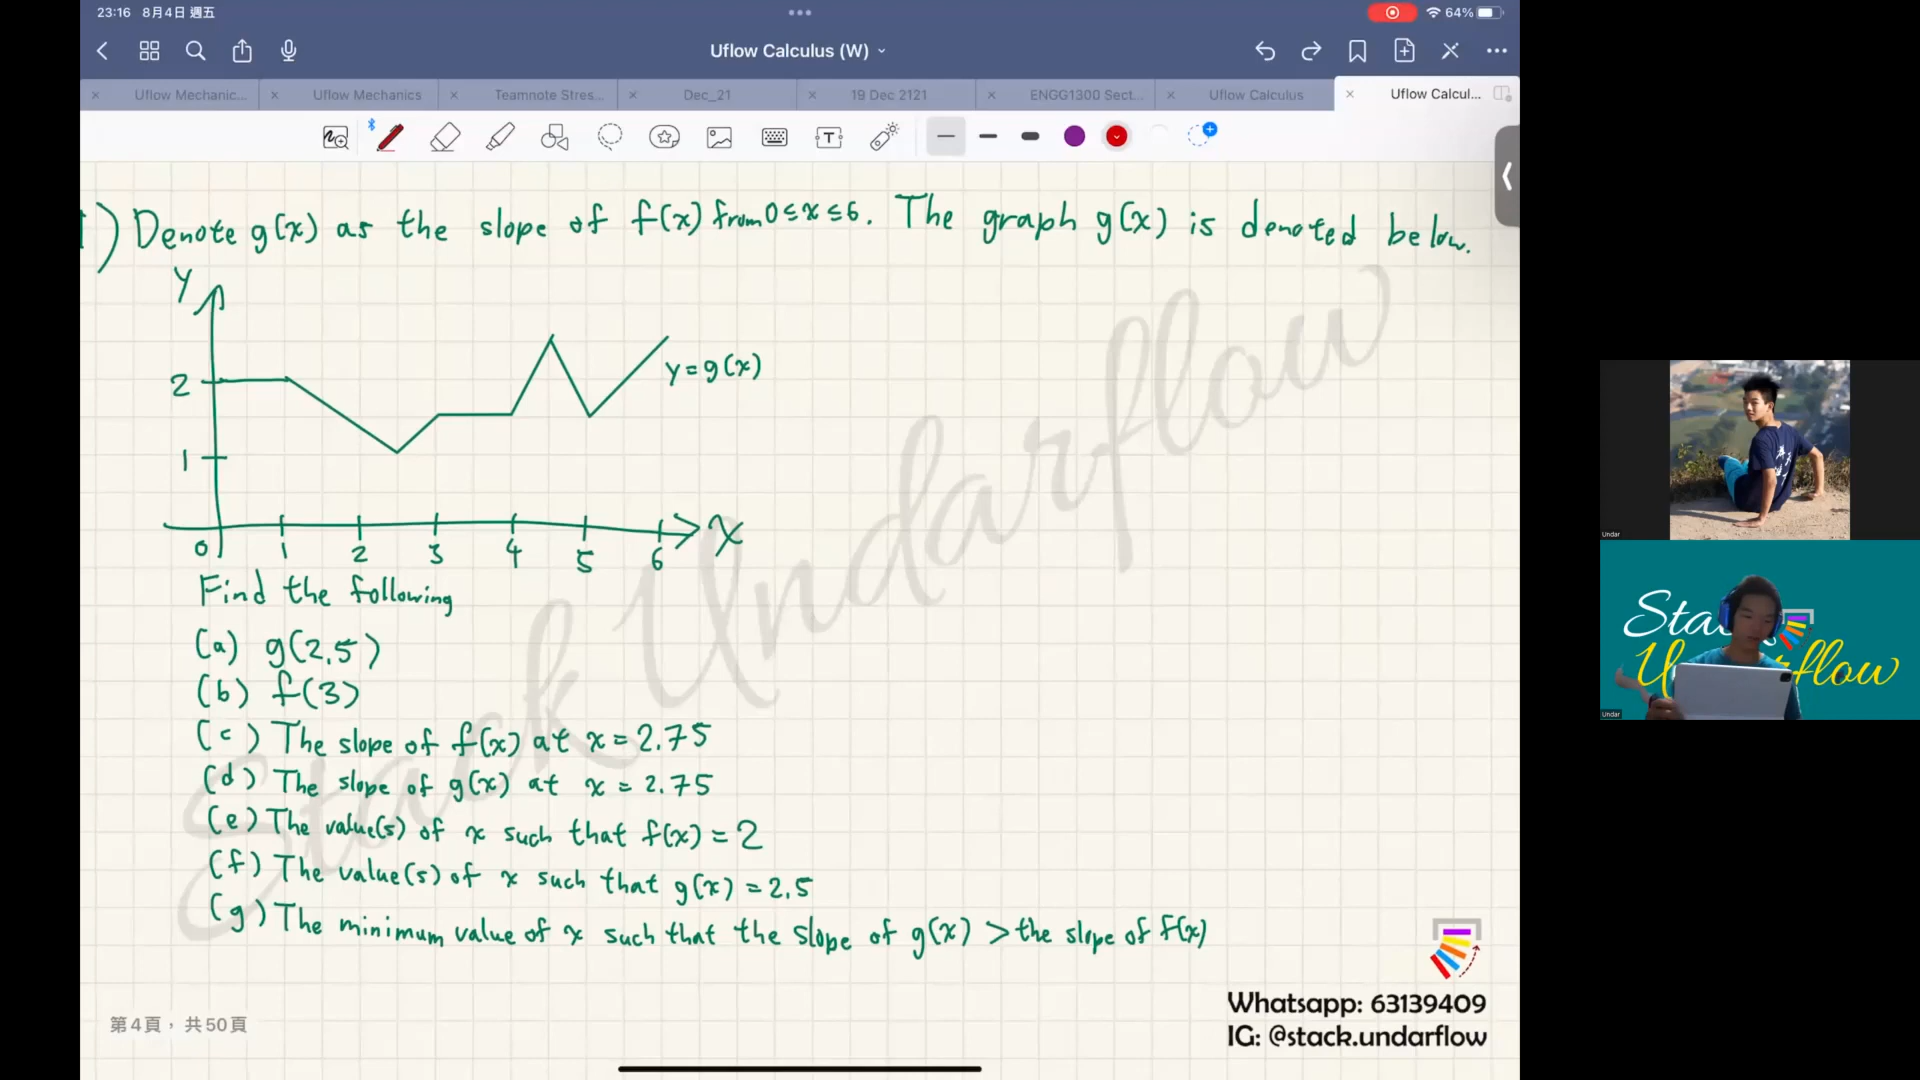 23:16 8月4日 週五
64%
Uflow Calculus (W)
Uflow Mechanic... Uflow Mechanics Teamnote Stres... Dec_21 19 Dec 2121 ENGG1300 Sect... Uflow Calculus Uflow Calcul...
) Denote g(x) as the slope of f(x) from 0≤x≤6. The graph g(x) is denoted below.
Y
2
1
y=g(x)
0 1 2 3 4 5 6 X
Find the following
(a) g(2.5)
(b) f(3)
(c) The slope of f(x) at x = 2.75
(d) The slope of g(x) at x = 2.75
(e) The value(s) of x such that f(x) = 2
(f) The value(s) of x such that g(x) = 2.5
(g) The minimum value of x such that the slope of g(x) > the slope of f(x)
Stack Undarflow
Whatsapp: 63139409
IG: @stack.undarflow
第4頁，共50頁
Undar
Undar